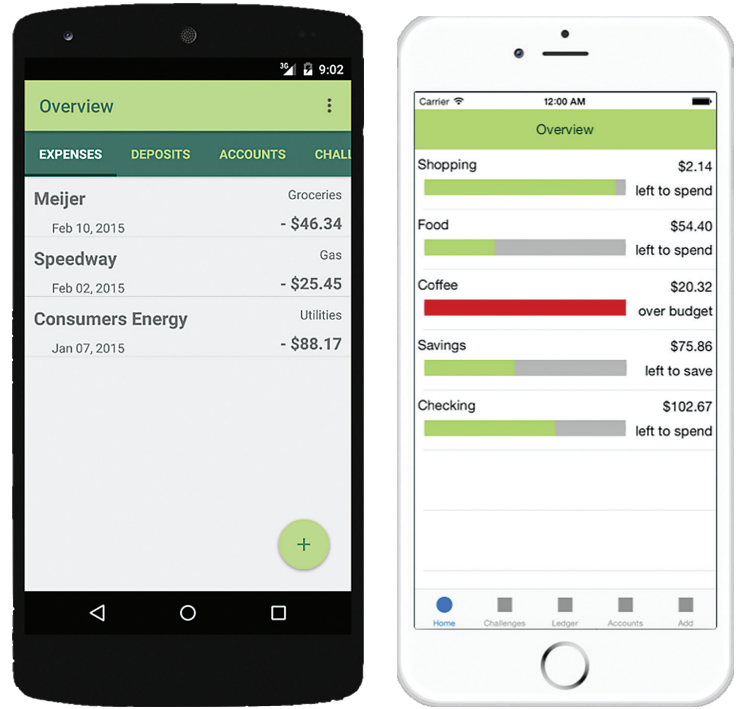 3G 9:02
Overview
EXPENSES DEPOSITS ACCOUNTS CHALL
Meijer Groceries
Feb 10, 2015 - $46.34
Speedway Gas
Feb 02, 2015 - $25.45
Consumers Energy Utilities
Jan 07, 2015 - $88.17
+
Carrier 12:00 AM
Overview
Shopping $2.14
left to spend
Food $54.40
left to spend
Coffee $20.32
over budget
Savings $75.86
left to save
Checking $102.67
left to spend
Home Challenges Ledger Accounts Add